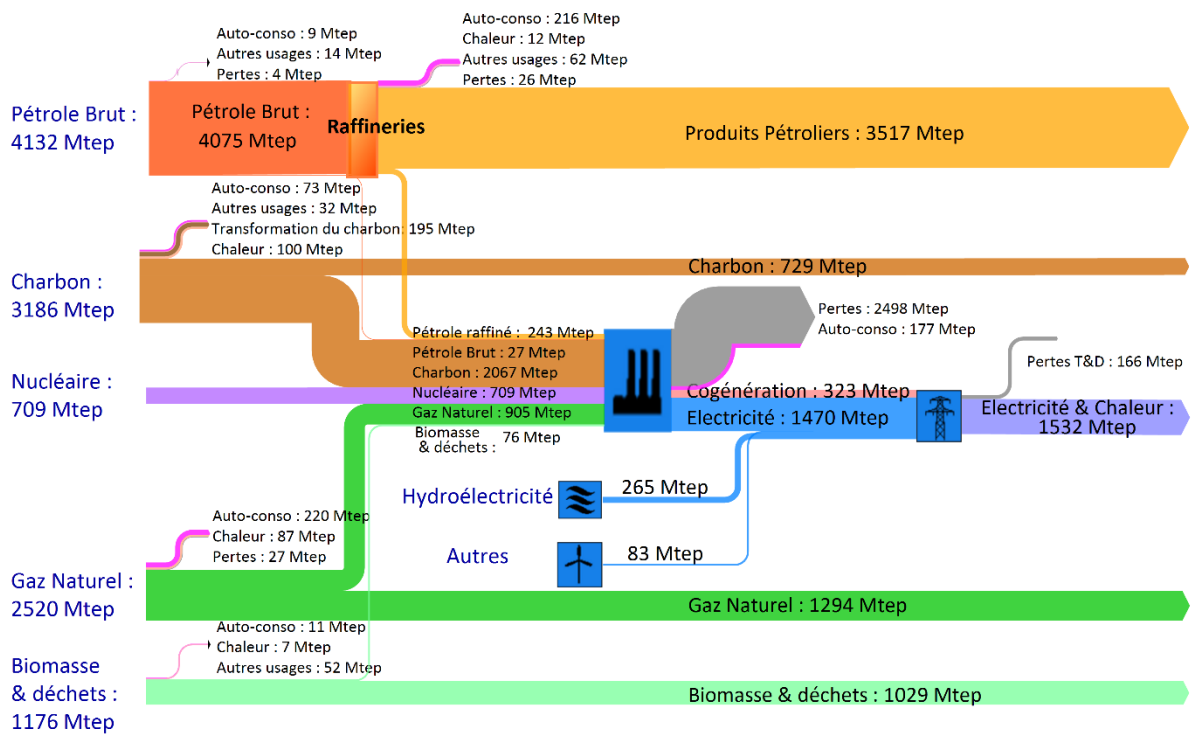 Auto-conso : 9 Mtep
Autres usages : 14 Mtep
Pertes : 4 Mtep
Auto-conso : 216 Mtep
Chaleur : 12 Mtep
Autres usages : 62 Mtep
Pertes : 26 Mtep
Pétrole Brut :
4132 Mtep
Pétrole Brut :
4075 Mtep
Raffineries
Produits Pétroliers : 3517 Mtep
Auto-conso : 73 Mtep
Autres usages : 32 Mtep
Transformation du charbon: 195 Mtep
Chaleur : 100 Mtep
Charbon :
3186 Mtep
Charbon : 729 Mtep
Pertes : 2498 Mtep
Auto-conso : 177 Mtep
Pétrole raffiné : 243 Mtep
Pétrole Brut : 27 Mtep
Charbon : 2067 Mtep
Nucléaire : 709 Mtep
Gaz Naturel : 905 Mtep
Biomasse
& déchets :
76 Mtep
Nucléaire :
709 Mtep
Cogénération : 323 Mtep
Electricité : 1470 Mtep
Pertes T&D : 166 Mtep
Electricité & Chaleur :
1532 Mtep
Hydroélectricité
265 Mtep
Autres
83 Mtep
Auto-conso : 220 Mtep
Chaleur : 87 Mtep
Pertes : 27 Mtep
Gaz Naturel :
2520 Mtep
Gaz Naturel : 1294 Mtep
Auto-conso : 11 Mtep
Chaleur : 7 Mtep
Autres usages : 52 Mtep
Biomasse
& déchets :
1176 Mtep
Biomasse & déchets : 1029 Mtep